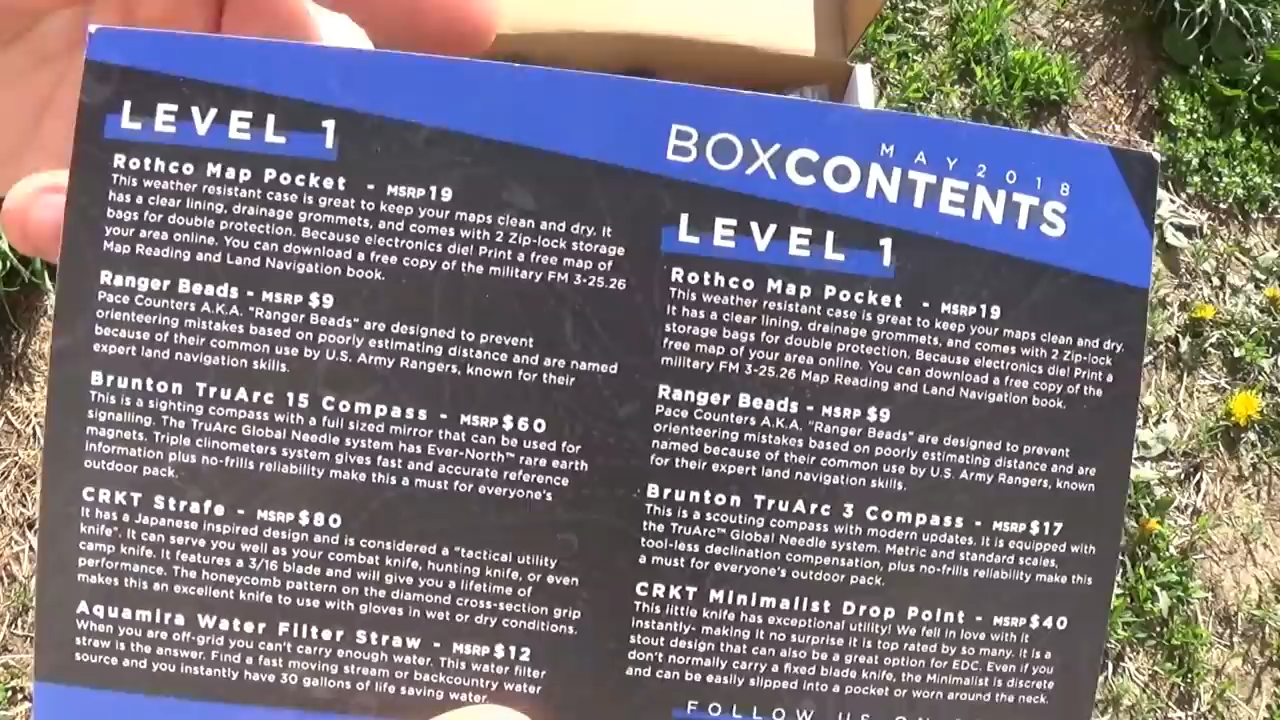 LEVEL 1
Rothco Map Pocket - MSRP 19
This weather resistant case is great to keep your maps clean and dry. It
has a clear lining, drainage grommets, and comes with 2 Zip-lock storage
bags for double protection. Because electronics die! Print a free map of
your area online. You can download a free copy of the military FM 3-25.26
Map Reading and Land Navigation book.
Ranger Beads - MSRP $9
Pace Counters A.K.A. "Ranger Beads" are designed to prevent
orienteering mistakes based on poorly estimating distance and are named
because of their common use by U.S. Army Rangers, known for their
expert land navigation skills.
Brunton TruArc 15 Compass - MSRP $60
This is a sighting compass with a full sized mirror that can be used for
signalling. The TruArc Global Needle system has Ever-North™ rare earth
magnets. Triple clinometers system gives fast and accurate reference
information plus no-frills reliability make this a must for everyone's
outdoor pack.
CRKT Strafe - MSRP $80
It has a Japanese inspired design and is considered a "tactical utility
knife". It can serve you well as your combat knife, hunting knife, or even
camp knife. It features a 3/16 blade and will give you a lifetime of
performance. The honeycomb pattern on the diamond cross-section grip
makes this an excellent knife to use with gloves in wet or dry conditions.
Aquamira Water Filter Straw - MSRP $12
When you are off-grid you can't carry enough water. This water filter
straw is the answer. Find a fast moving stream or backcountry water
source and you instantly have 30 gallons of life saving water.
MAY 2018
BOXCONTENTS
LEVEL 1
Rothco Map Pocket - MSRP 19
This weather resistant case is great to keep your maps clean and dry.
It has a clear lining, drainage grommets, and comes with 2 Zip-lock
storage bags for double protection. Because electronics die! Print a
free map of your area online. You can download a free copy of the
military FM 3-25.26 Map Reading and Land Navigation book.
Ranger Beads - MSRP $9
Pace Counters A.K.A. "Ranger Beads" are designed to prevent
orienteering mistakes based on poorly estimating distance and are
named because of their common use by U.S. Army Rangers, known
for their expert land navigation skills.
Brunton TruArc 3 Compass - MSRP $17
This is a scouting compass with modern updates. It is equipped with
the TruArc™ Global Needle system. Metric and standard scales,
tool-less declination compensation, plus no-frills reliability make this
a must for everyone's outdoor pack.
CRKT Minimalist Drop Point - MSRP $40
This little knife has exceptional utility! We fell in love with it
instantly- making it no surprise it is top rated by so many. It is a
stout design that can also be a great option for EDC. Even if you
don't normally carry a fixed blade knife, the Minimalist is discrete
and can be easily slipped into a pocket or worn around the neck.
FOLLOW US